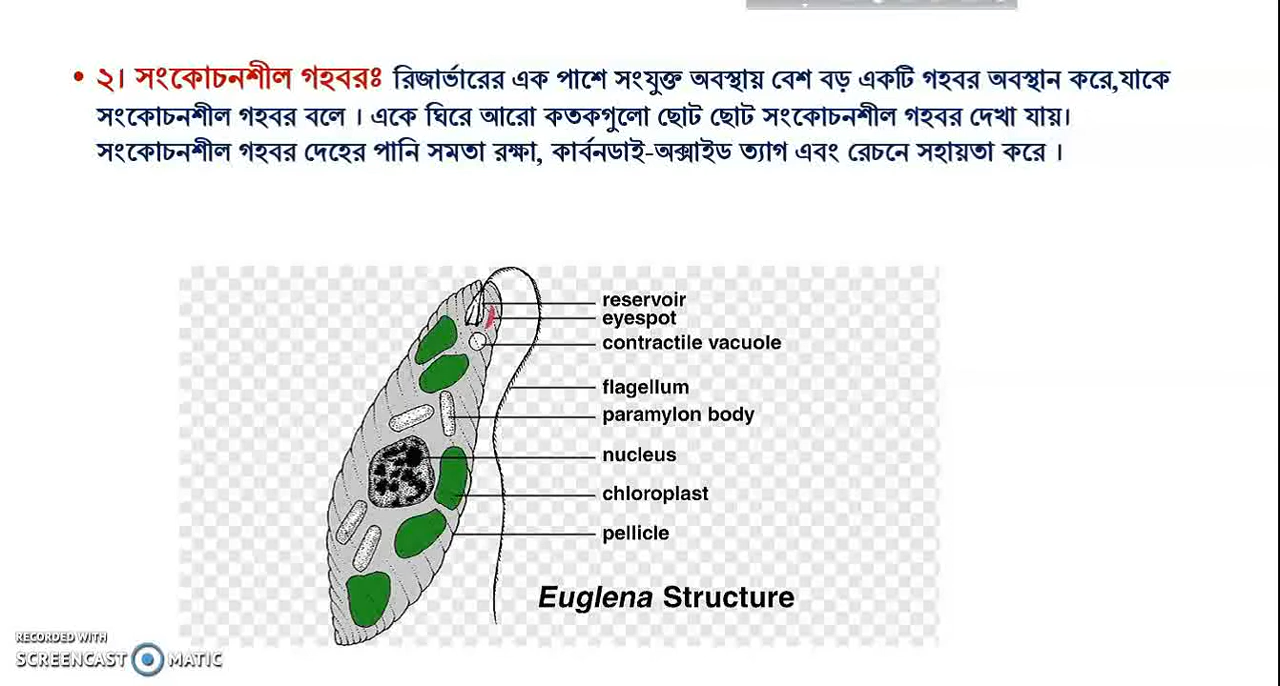 • ২। সংকোচনশীল গহবরঃ রিজার্ভারের এক পাশে সংযুক্ত অবস্থায় বেশ বড় একটি গহবর অবস্থান করে,যাকে
সংকোচনশীল গহবর বলে । একে ঘিরে আরো কতকগুলো ছোট ছোট সংকোচনশীল গহবর দেখা যায়।
সংকোচনশীল গহবর দেহের পানি সমতা রক্ষা, কার্বনডাই-অক্সাইড ত্যাগ এবং রেচনে সহায়তা করে ।
reservoir
eyespot
contractile vacuole
flagellum
paramylon body
nucleus
chloroplast
pellicle
Euglena Structure
RECORDED WITH
SCREENCAST MATIC